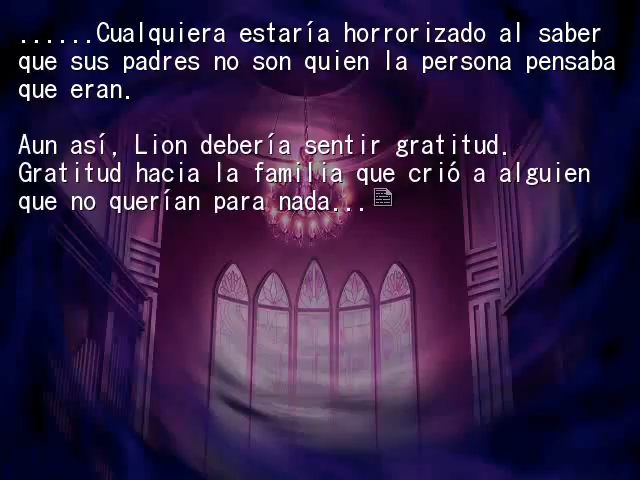 ......Cualquiera estaría horrorizado al saber
que sus padres no son quien la persona pensaba
que eran.
Aun así, Lion debería sentir gratitud.
Gratitud hacia la familia que crió a alguien
que no querían para nada...